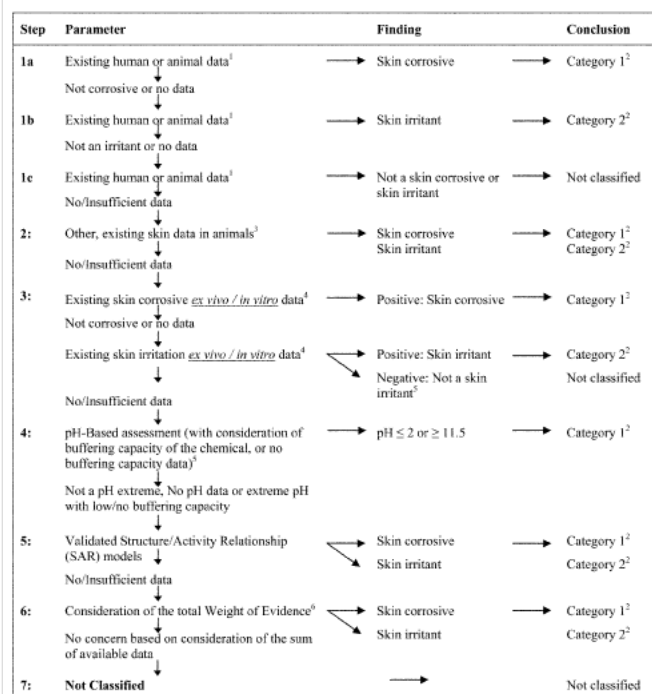 Step Parameter Finding Conclusion
1a Existing human or animal data¹ Skin corrosive Category 1²
Not corrosive or no data
1b Existing human or animal data¹ Skin irritant Category 2²
Not an irritant or no data
1c Existing human or animal data¹ Not a skin corrosive or Not classified
skin irritant
No/Insufficient data
2: Other, existing skin data in animals³ Skin corrosive Category 1²
Skin irritant Category 2²
No/Insufficient data
3: Existing skin corrosive ex vivo / in vitro data⁴ Positive: Skin corrosive Category 1²
Not corrosive or no data
Existing skin irritation ex vivo / in vitro data⁴ Positive: Skin irritant Category 2²
Negative: Not a skin Not classified
irritant⁵
No/Insufficient data
4: pH-Based assessment (with consideration of pH ≤ 2 or ≥ 11.5 Category 1²
buffering capacity of the chemical, or no
buffering capacity data)⁵
Not a pH extreme, No pH data or extreme pH
with low/no buffering capacity
5: Validated Structure/Activity Relationship Skin corrosive Category 1²
(SAR) models Skin irritant Category 2²
No/Insufficient data
6: Consideration of the total Weight of Evidence⁶ Skin corrosive Category 1²
No concern based on consideration of the sum Skin irritant Category 2²
of available data
7: Not Classified Not classified